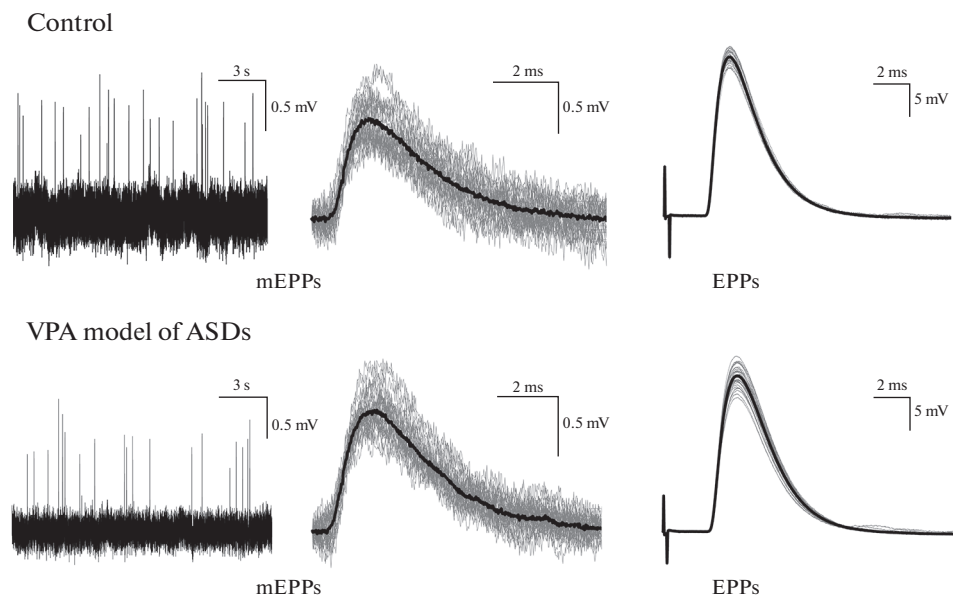 Control
3 s
0.5 mV
2 ms
0.5 mV
2 ms
5 mV
mEPPs
EPPs
VPA model of ASDs
3 s
0.5 mV
2 ms
0.5 mV
2 ms
5 mV
mEPPs
EPPs